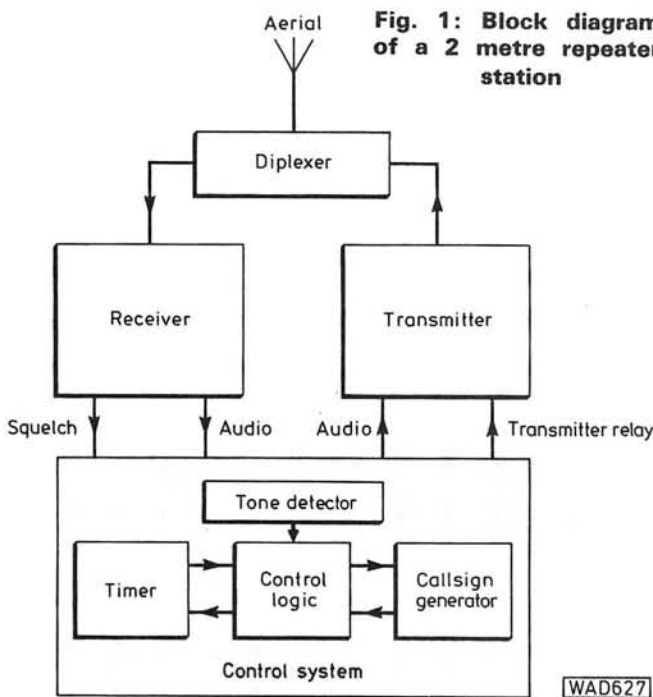 Aerial
Fig. 1: Block diagram
of a 2 metre repeater
station
Diplexer
Receiver
Transmitter
Squelch
Audio
Audio
Transmitter relay
Tone detector
Timer
Control
logic
Callsign
generator
Control system
WAD627